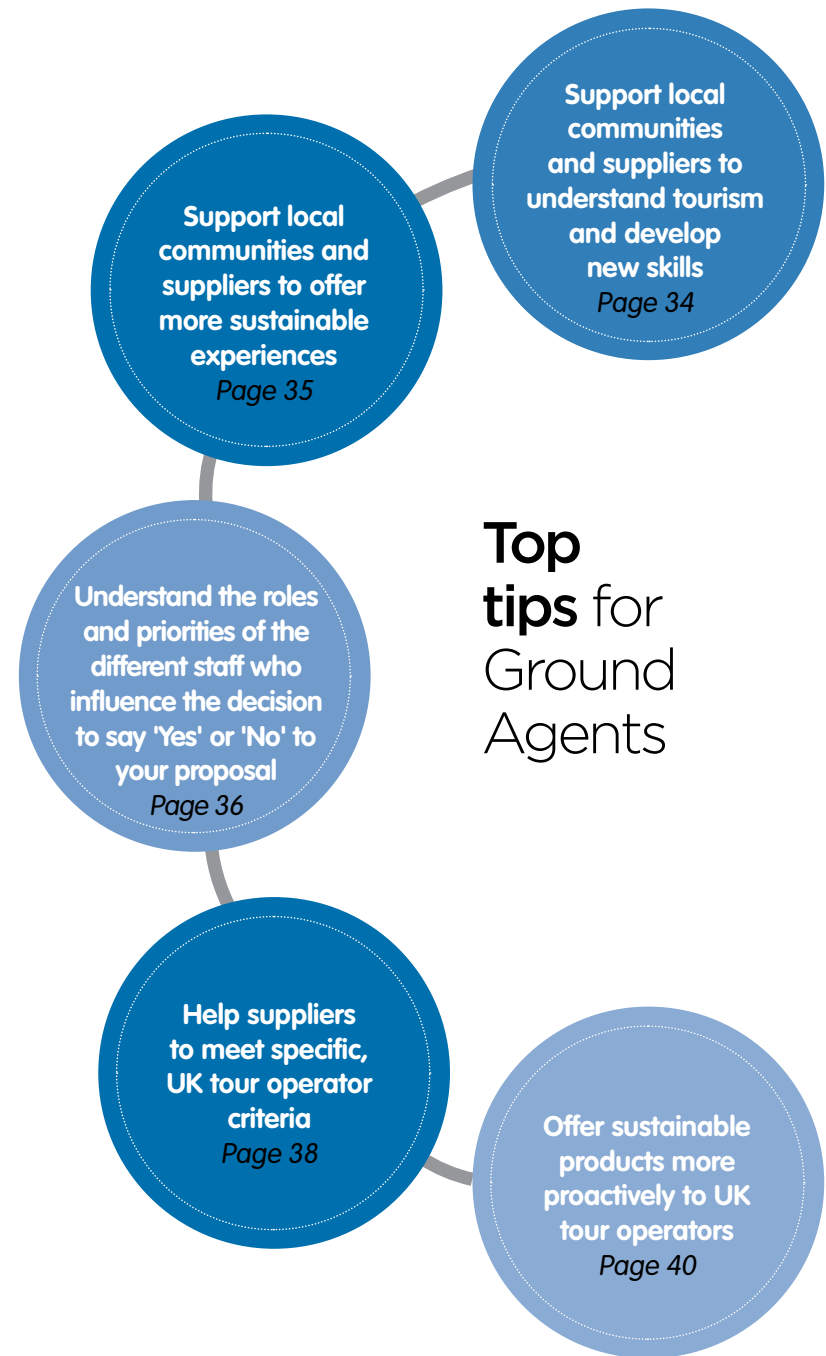 Support local
communities
and suppliers to
understand tourism
and develop
new skills
Page 34
Support local
communities and
suppliers to offer
more sustainable
experiences
Page 35
Top
tips for
Ground
Agents
Understand the roles
and priorities of the
different staff who
influence the decision
to say 'Yes' or 'No' to
your proposal
Page 36
Help suppliers
to meet specific,
UK tour operator
criteria
Page 38
Offer sustainable
products more
proactively to UK
tour operators
Page 40